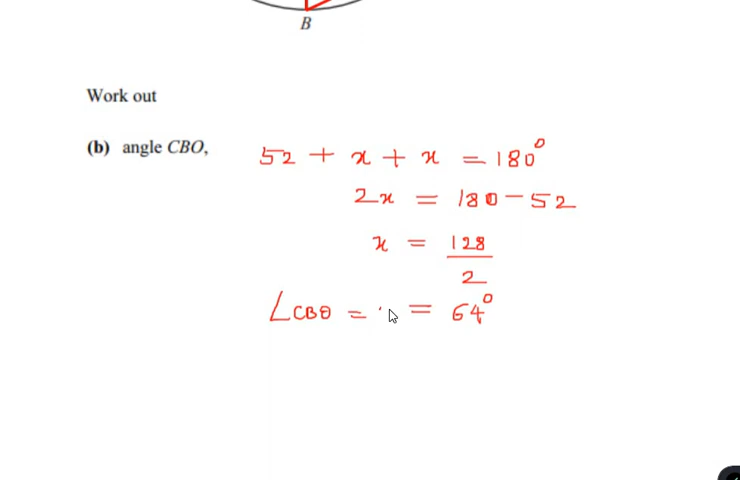 B
Work out
(b) angle CBO,
52 + x + x = 180°
2x = 180 - 52
x = 128
2
∠CBO = = 64°